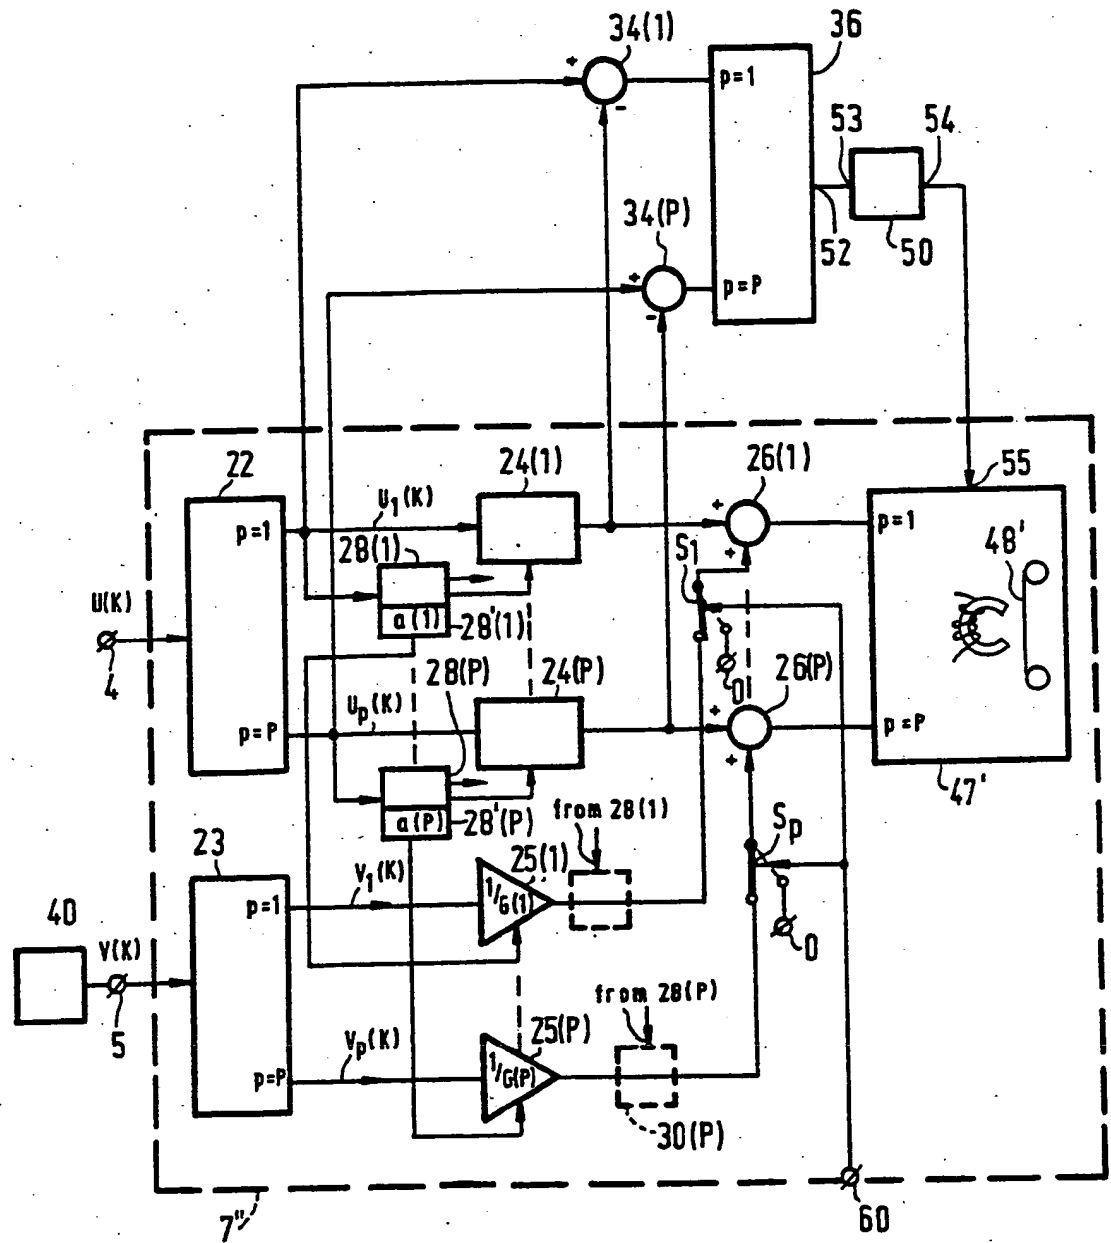 34(1)
36
+
-
p=1
53
54
34(P)
+
-
p=P
52
50
22
24(1)
26(1)
55
p=1
U₁(K)
+
+
p=1
28(1)
S1
48'
U(K)
a(1)
28'(1)
4
28(P)
24(P)
0
26(P)
p=P
Up(K)
+
+
p=P
47'
a(P)
28'(P)
from 28(1)
Sp
23
25(1)
V₁(K)
p=1
1/G(1)
40
V(K)
0
5
from 28(P)
Vp(K)
25(P)
p=P
1/G(P)
30(P)
7"
60